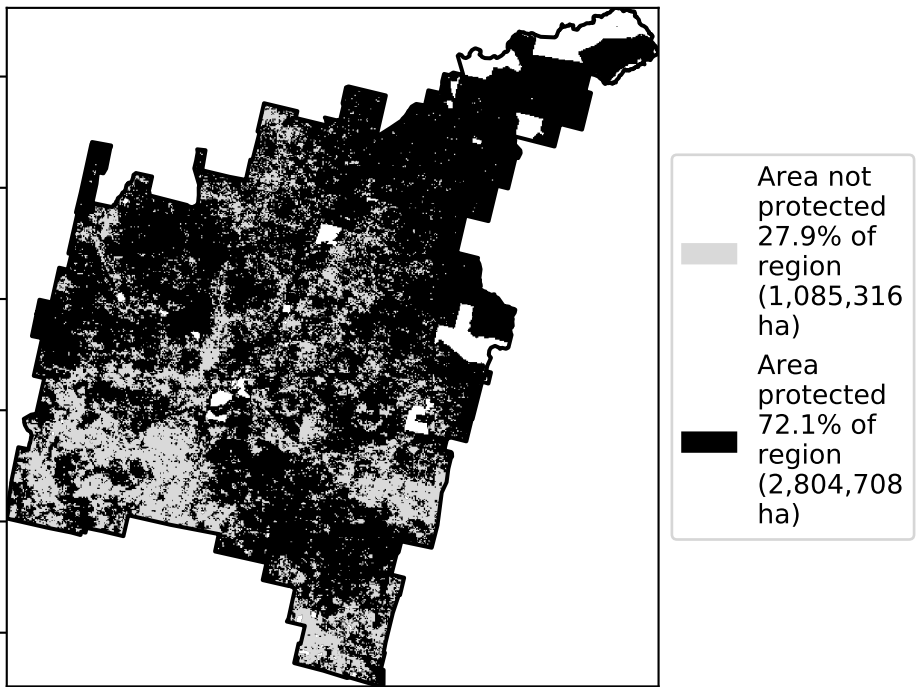 Area not
protected
27.9% of
region
(1,085,316
ha)
Area
protected
72.1% of
region
(2,804,708
ha)